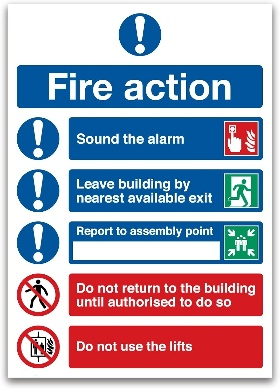 Fire action
Sound the alarm
Leave building by
nearest available exit
Report to assembly point
Do not return to the building
until authorised to do so
Do not use the lifts